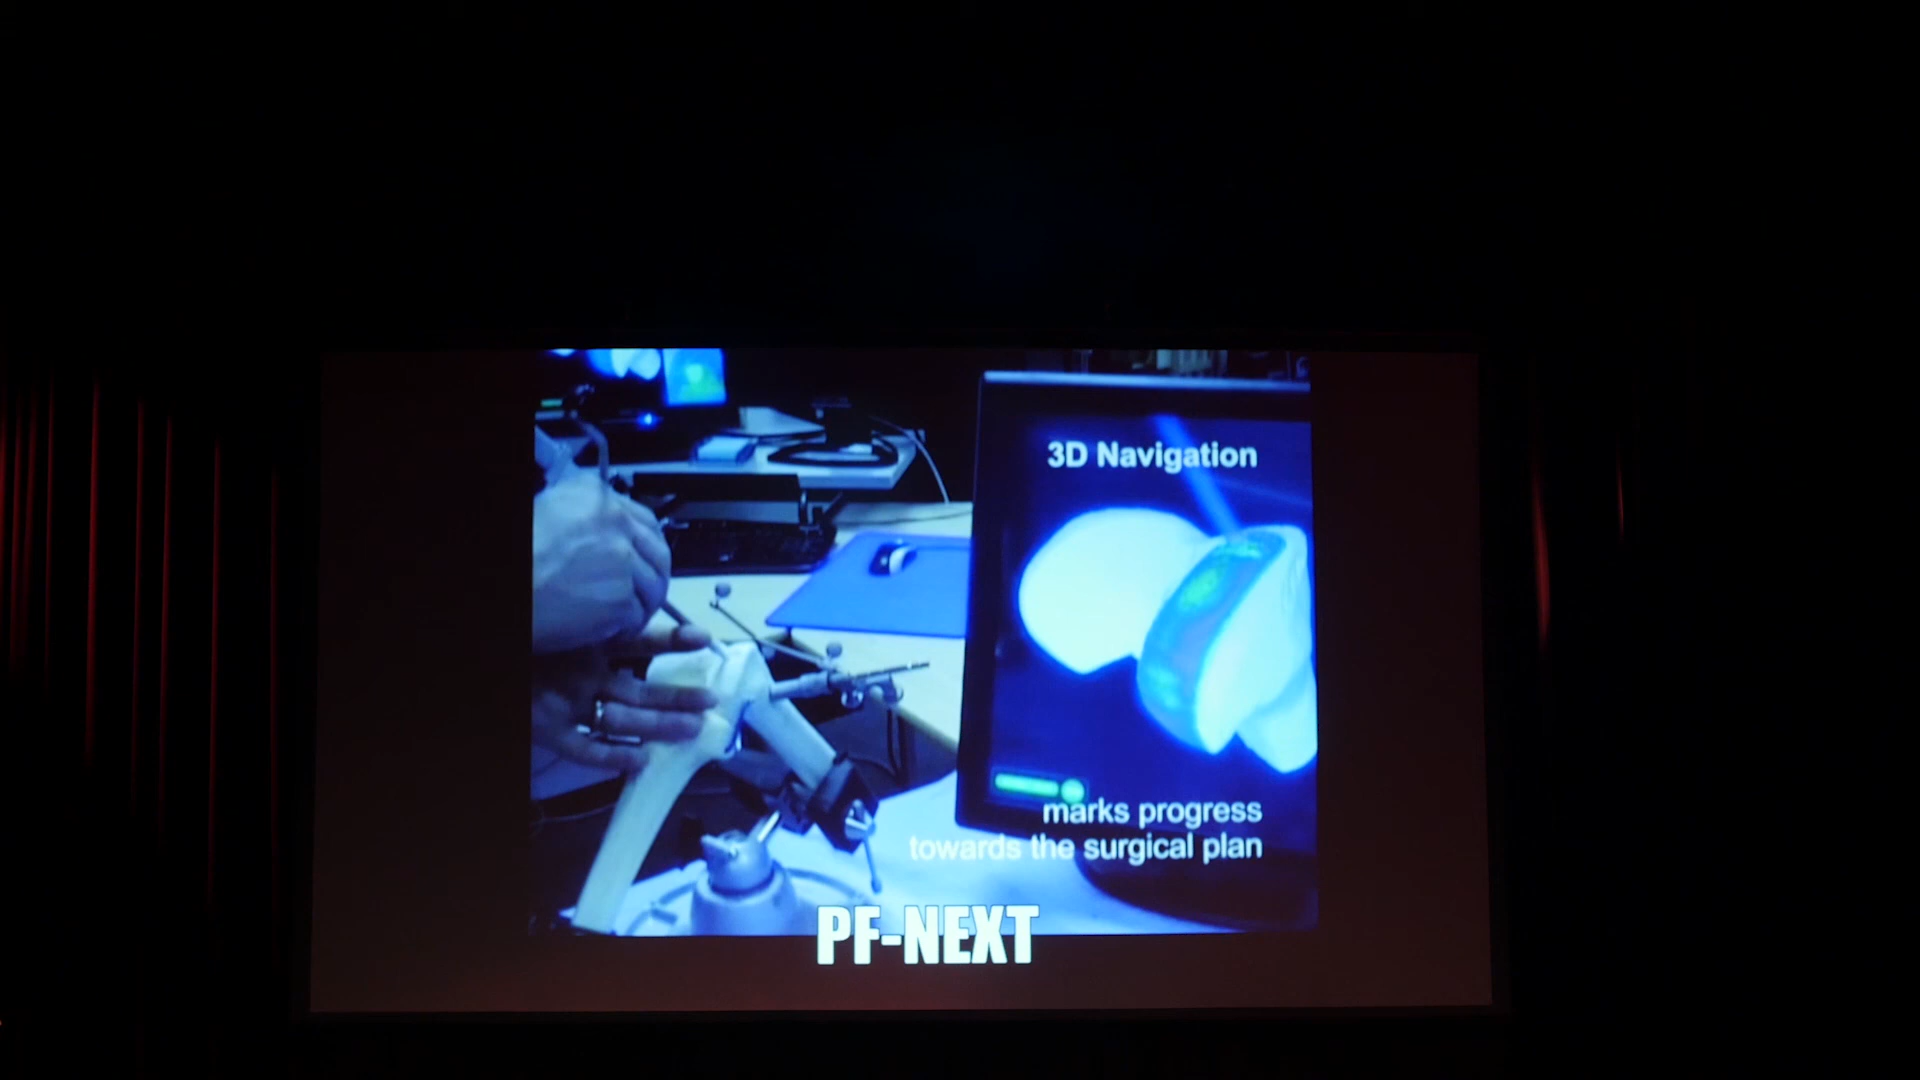 3D Navigation
marks progress
towards the surgical plan
PF-NEXT